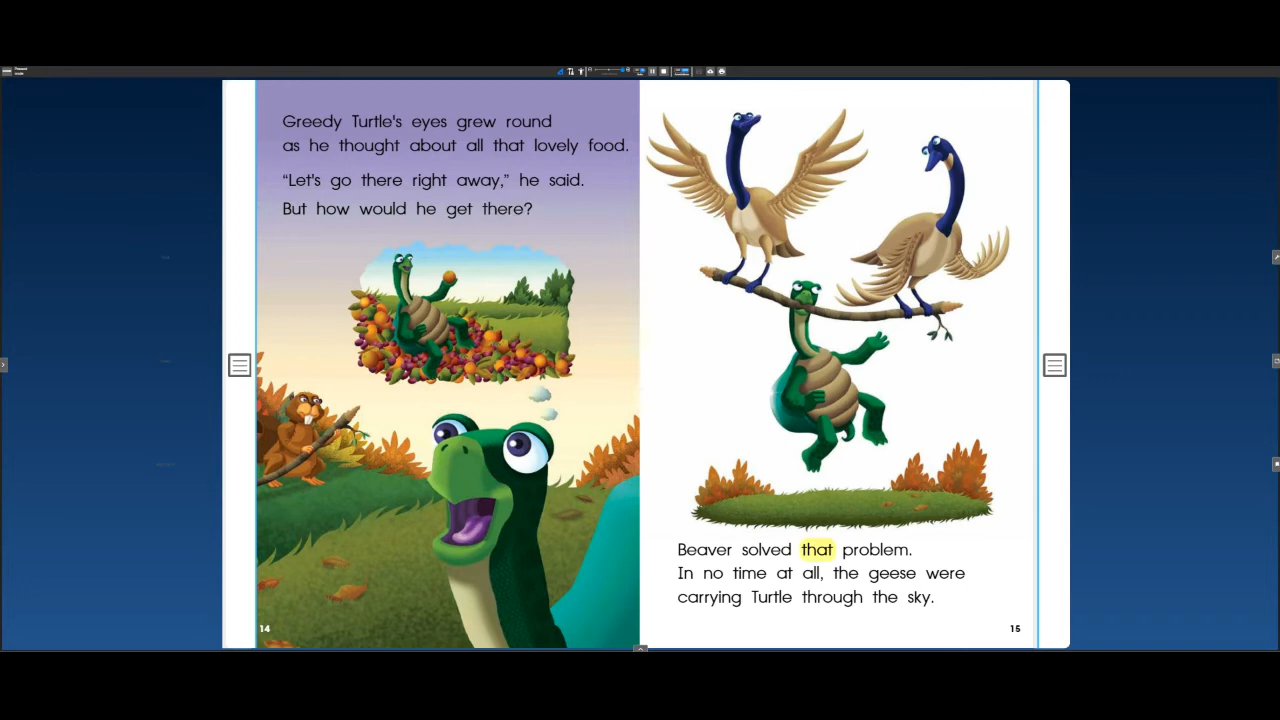 Greedy Turtle's eyes grew round
as he thought about all that lovely food.
“Let's go there right away,” he said.
But how would he get there?
14
Beaver solved that problem.
In no time at all, the geese were
carrying Turtle through the sky.
15